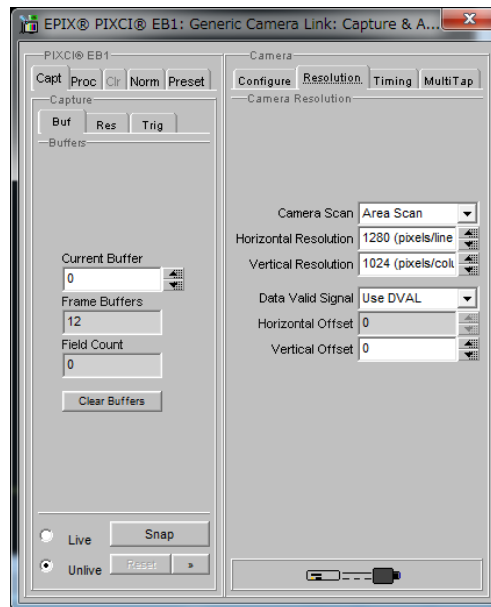 EPIX® PIXCI® EB1: Generic Camera Link: Capture & A...
PIXCI® EB1
Capt Proc Clr Norm Preset
Capture
Buf Res Trig
Buffers
Current Buffer
0
Frame Buffers
12
Field Count
0
Clear Buffers
Live Snap
Unlive Reset »
Camera
Configure Resolution Timing MultiTap
Camera Resolution
Camera Scan Area Scan
Horizontal Resolution 1280 (pixels/line
Vertical Resolution 1024 (pixels/colu
Data Valid Signal Use DVAL
Horizontal Offset 0
Vertical Offset 0